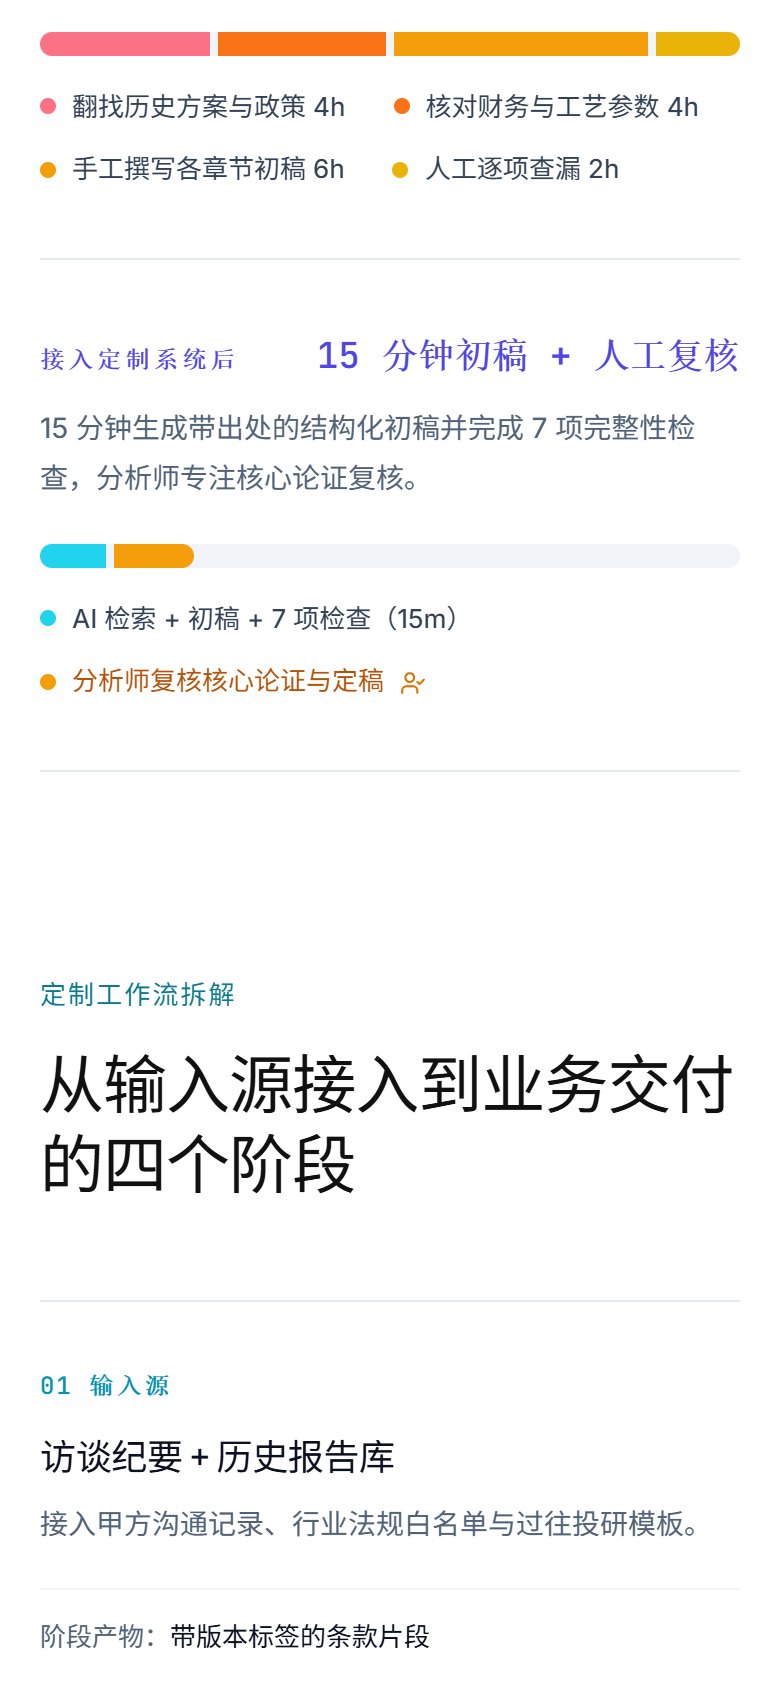 翻找历史方案与政策 4h
核对财务与工艺参数 4h
手工撰写各章节初稿 6h
人工逐项查漏 2h
接入定制系统后
15 分钟初稿 + 人工复核
15 分钟生成带出处的结构化初稿并完成 7 项完整性检
查，分析师专注核心论证复核。
AI 检索 + 初稿 + 7 项检查（15m）
分析师复核核心论证与定稿
定制工作流拆解
从输入源接入到业务交付
的四个阶段
01 输入源
访谈纪要 + 历史报告库
接入甲方沟通记录、行业法规白名单与过往投研模板。
阶段产物：带版本标签的条款片段